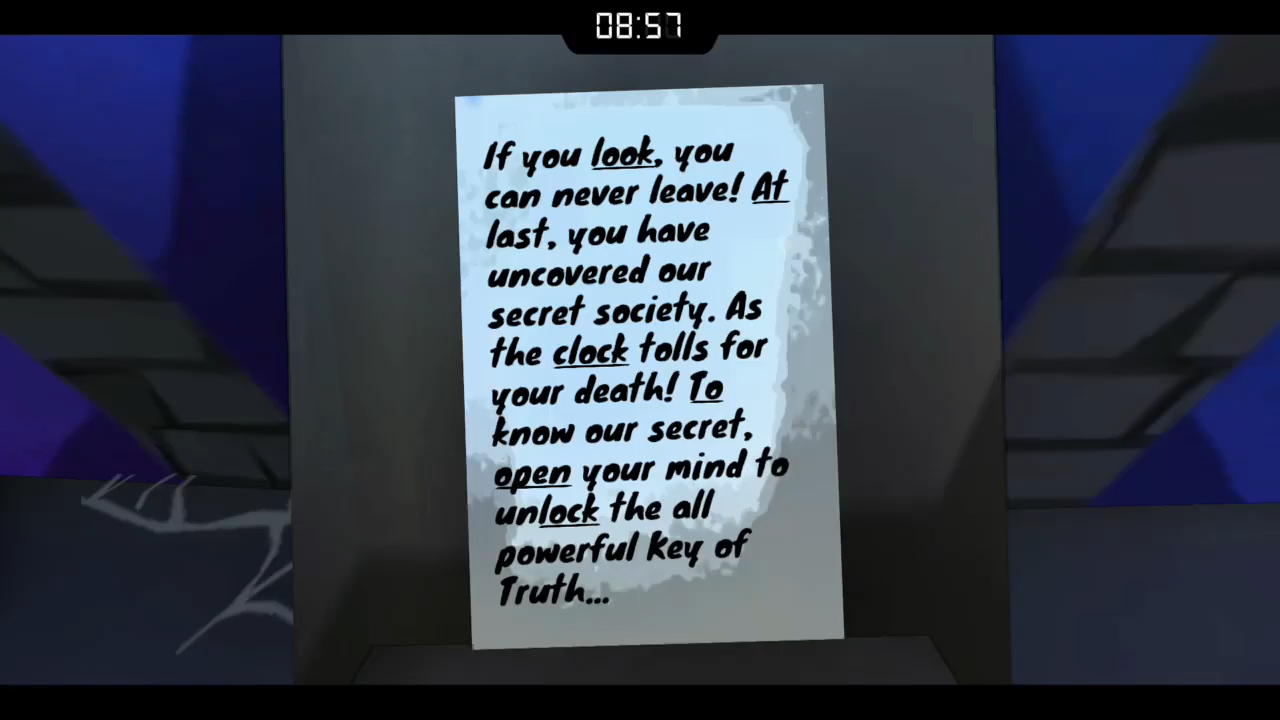 08:57
If you look, you
can never leave! At
last, you have
uncovered our
secret society. As
the clock tolls for
your death! To
know our secret,
open your mind to
unlock the all
powerful Key of
Truth...